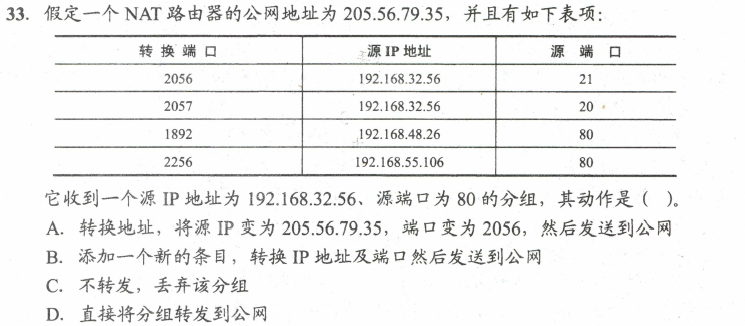 33. 假定一个 NAT 路由器的公网地址为 205.56.79.35，并且有如下表项：
转换端口 源 IP 地址 源端口
2056 192.168.32.56 21
2057 192.168.32.56 20
1892 192.168.48.26 80
2256 192.168.55.106 80
它收到一个源 IP 地址为 192.168.32.56、源端口为 80 的分组，其动作是（ ）。
A. 转换地址，将源 IP 变为 205.56.79.35，端口变为 2056，然后发送到公网
B. 添加一个新的条目，转换 IP 地址及端口然后发送到公网
C. 不转发，丢弃该分组
D. 直接将分组转发到公网